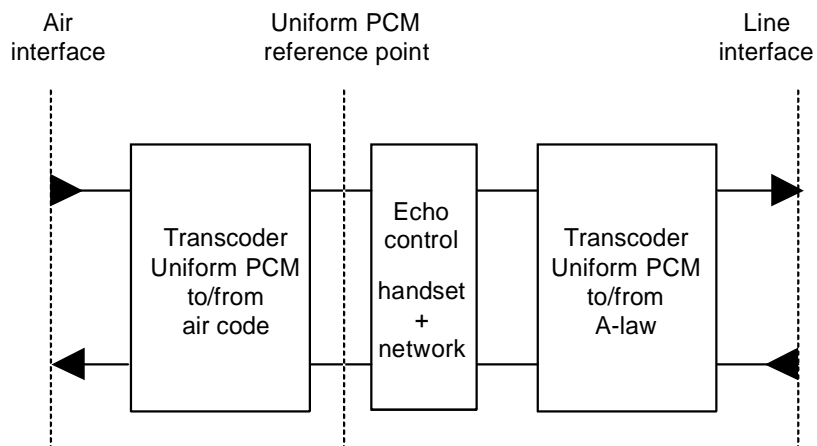 Air
interface
Uniform PCM
reference point
Line
interface
Transcoder
Uniform PCM
to/from
air code
Echo
control
handset
+
network
Transcoder
Uniform PCM
to/from
A-law